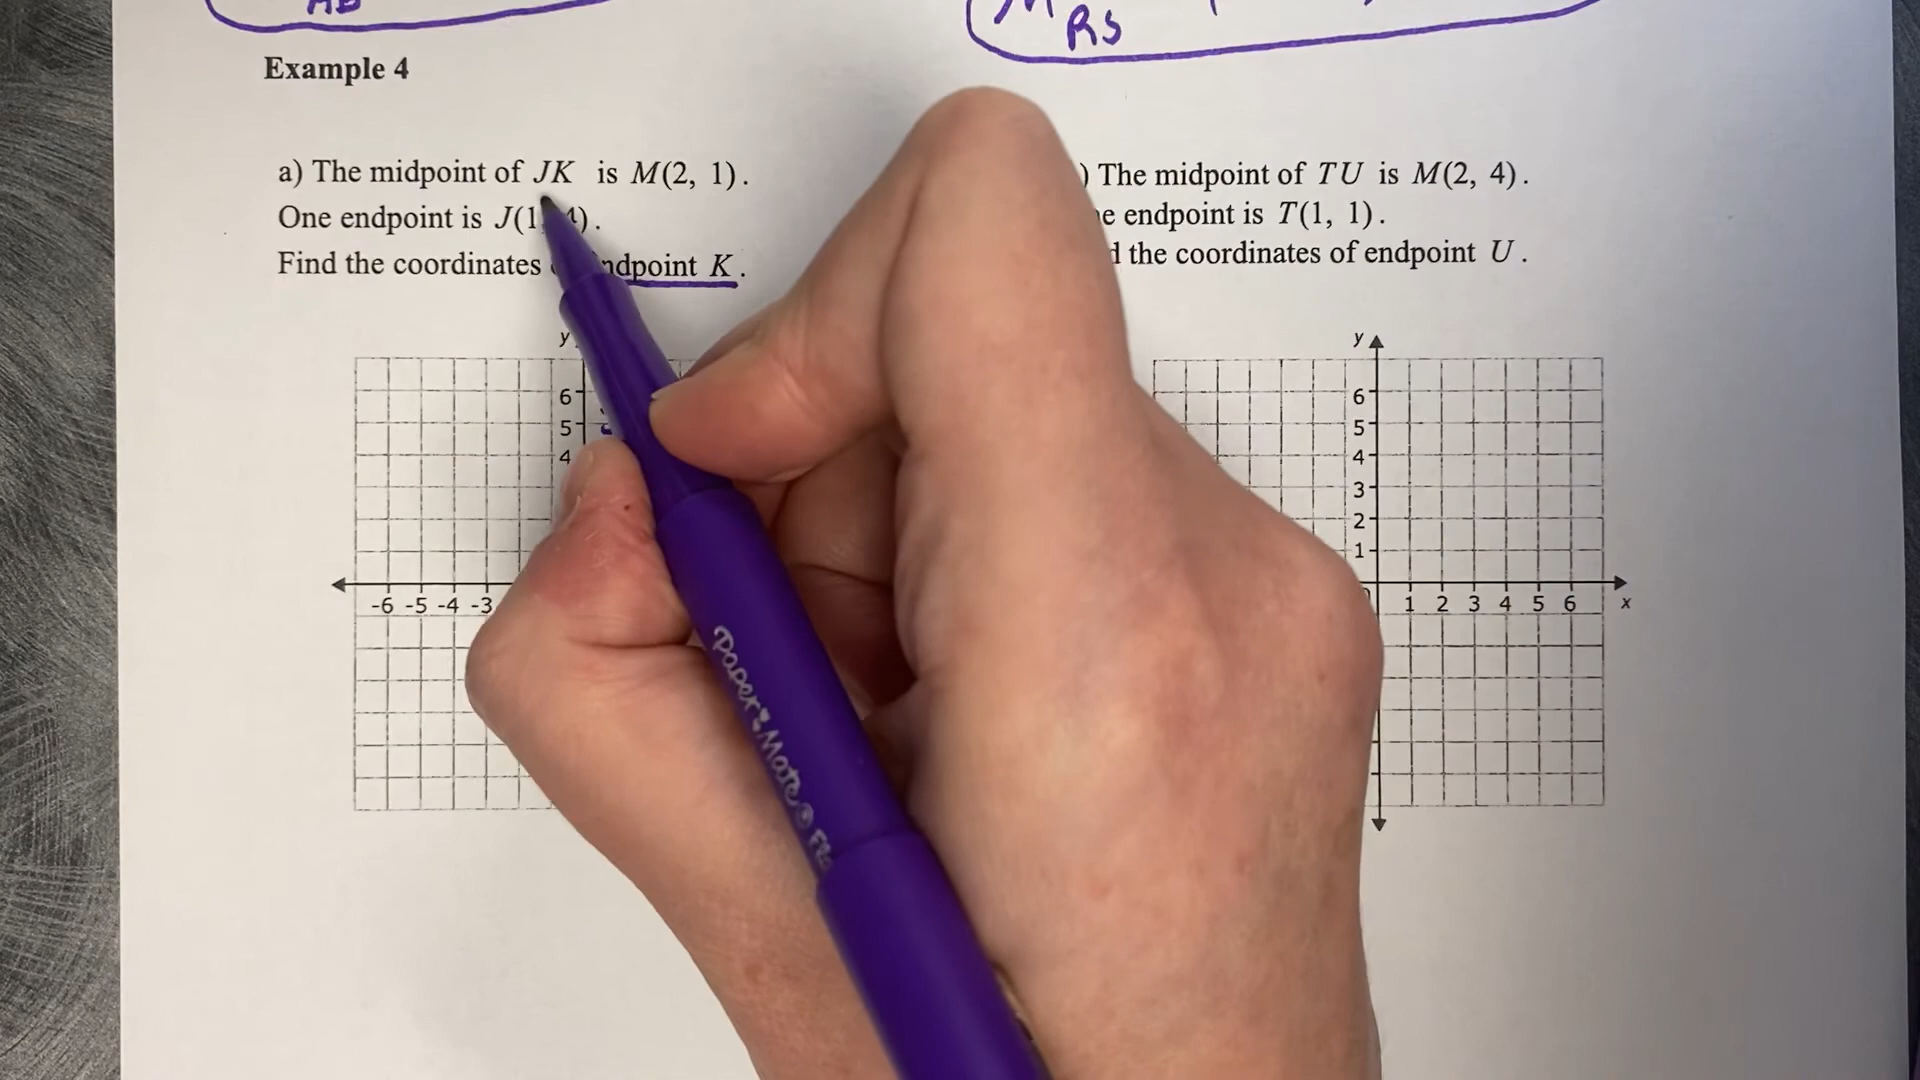 RS
Example 4
a) The midpoint of JK is M(2, 1).
One endpoint is J(1, 4).
Find the coordinates endpoint K.
) The midpoint of TU is M(2, 4).
endpoint is T(1, 1).
the coordinates of endpoint U.
y
6
5
4
-6 -5 -4 -3
y
6
5
4
3
2
1
1 2 3 4 5 6 x
Paper Mate ®